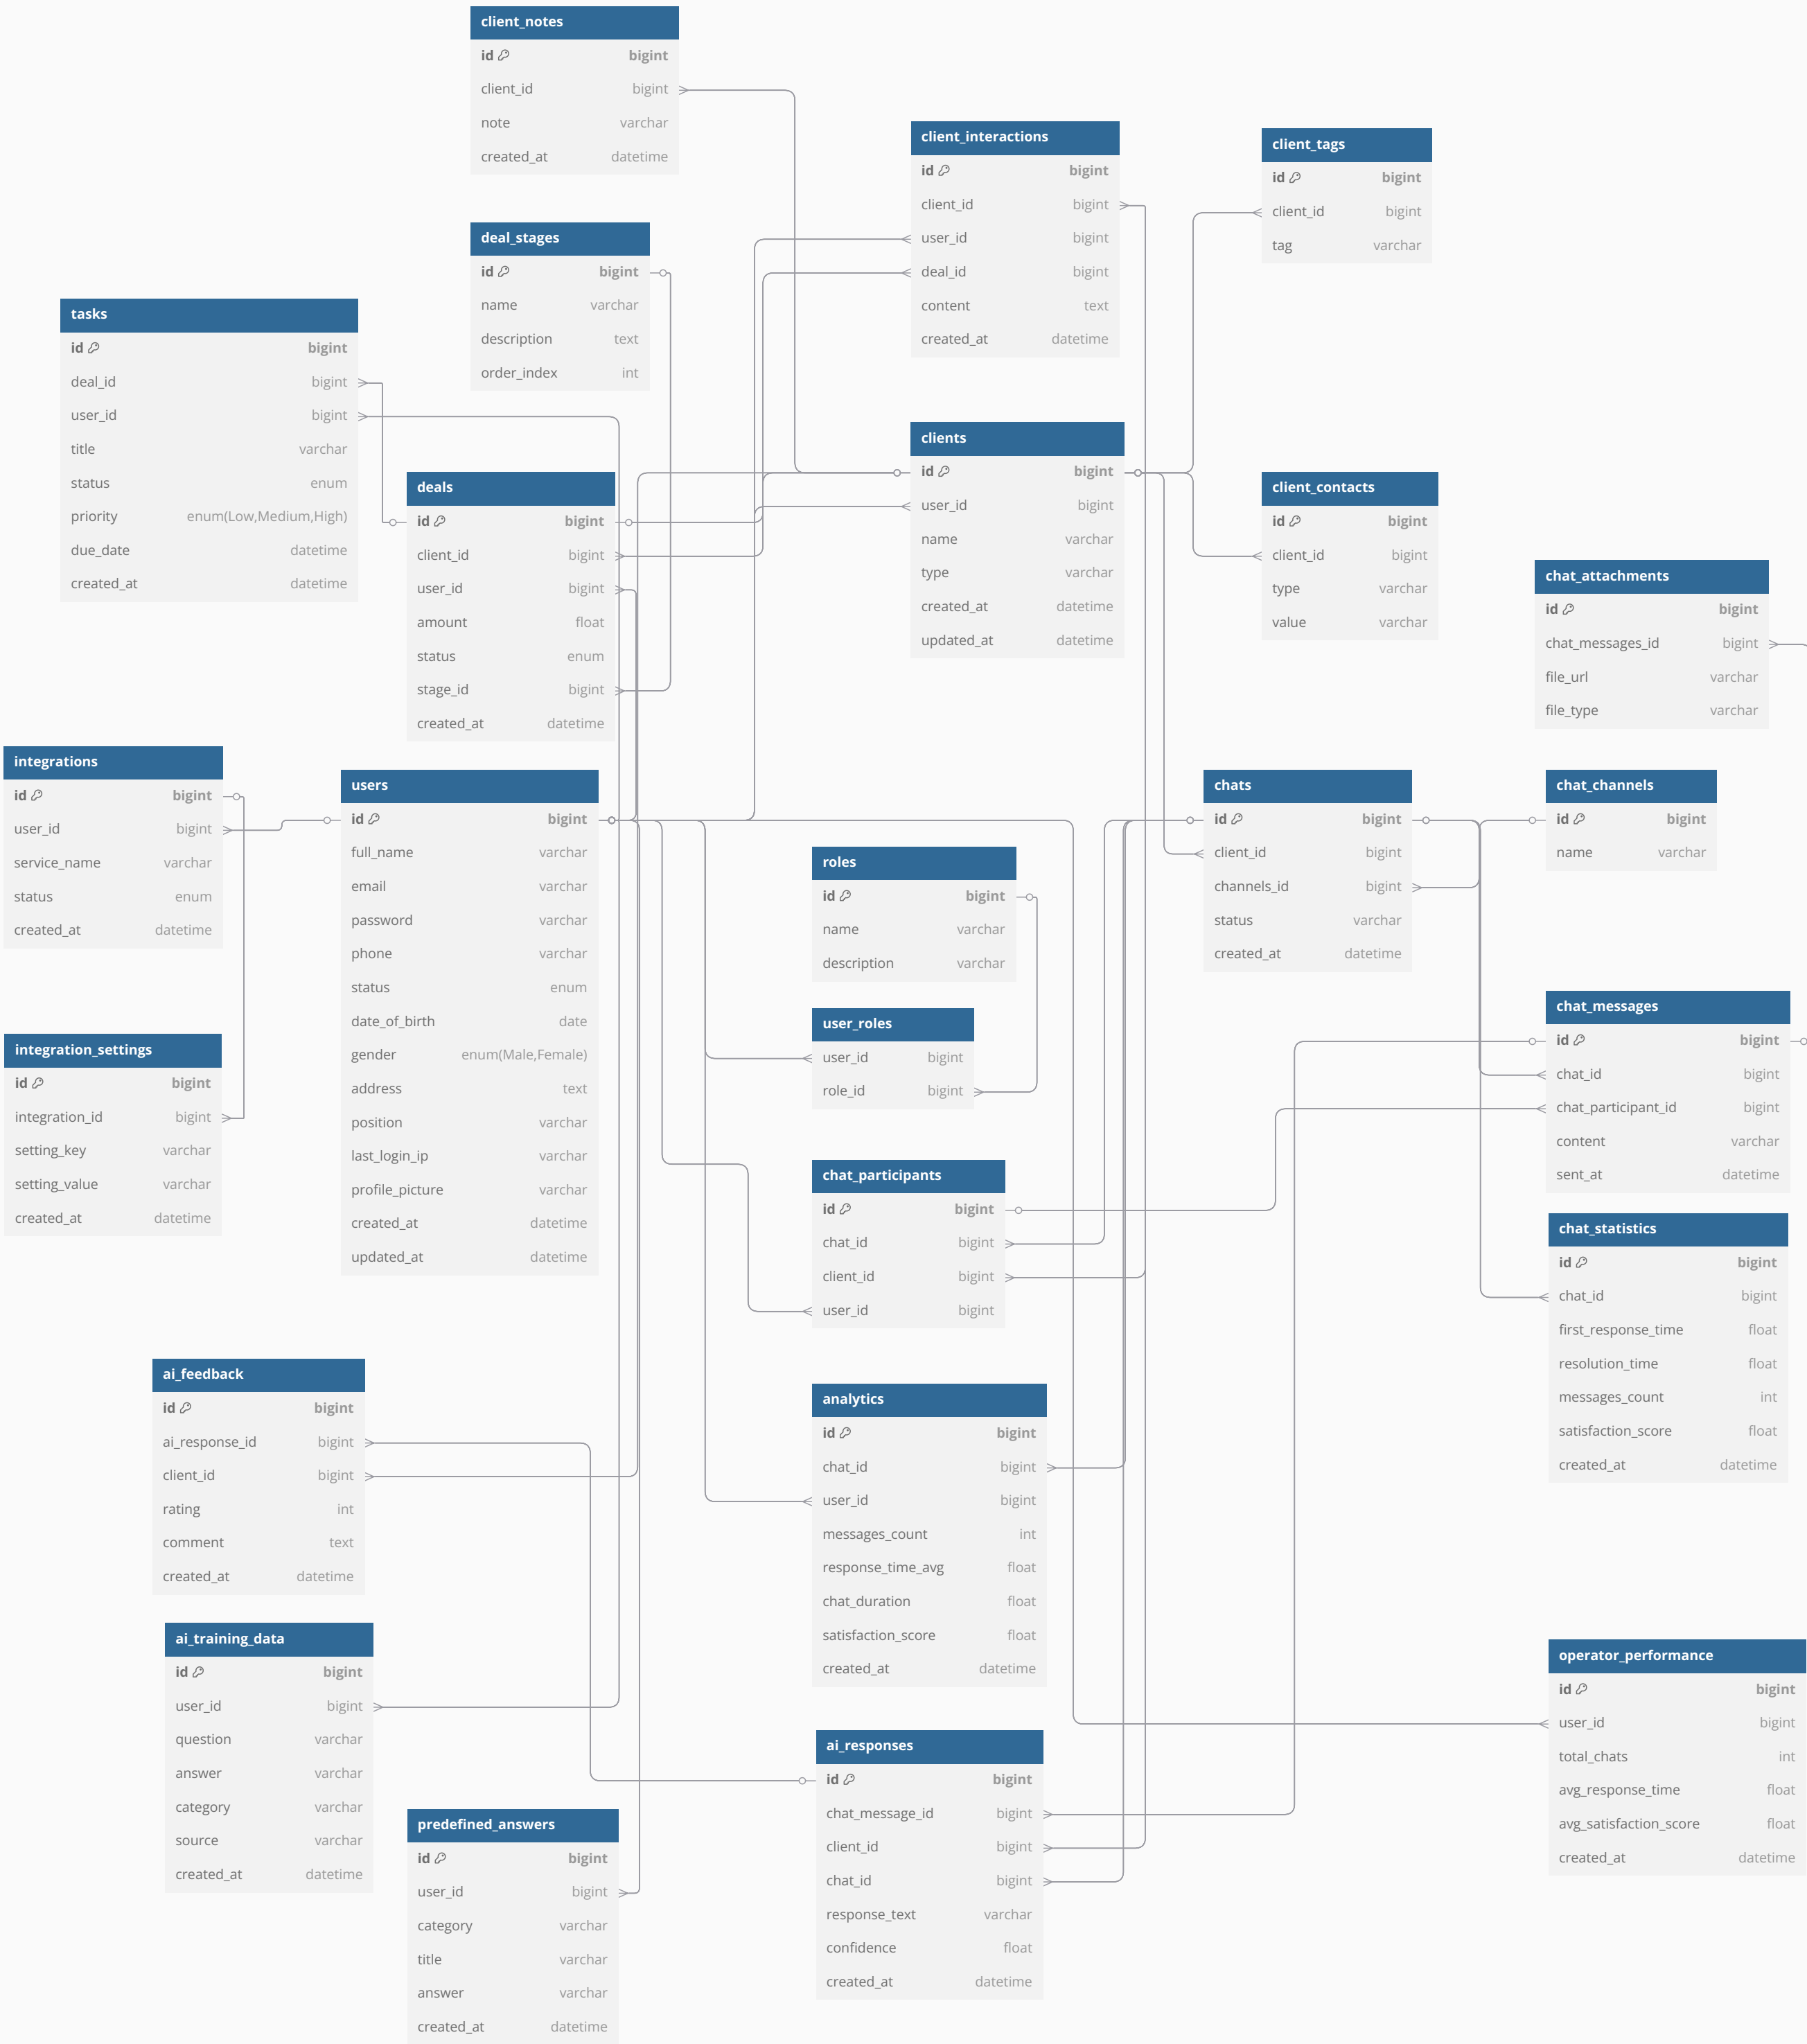 client_notes
id bigint
client_id bigint
note varchar
created_at datetime
client_interactions
id bigint
client_id bigint
user_id bigint
deal_id bigint
content text
created_at datetime
client_tags
id bigint
client_id bigint
tag varchar
deal_stages
id bigint
name varchar
description text
order_index int
tasks
id bigint
deal_id bigint
user_id bigint
title varchar
status enum
priority enum(Low,Medium,High)
due_date datetime
created_at datetime
deals
id bigint
client_id bigint
user_id bigint
amount float
status enum
stage_id bigint
created_at datetime
clients
id bigint
user_id bigint
name varchar
type varchar
created_at datetime
updated_at datetime
client_contacts
id bigint
client_id bigint
type varchar
value varchar
chat_attachments
id bigint
chat_messages_id bigint
file_url varchar
file_type varchar
integrations
id bigint
user_id bigint
service_name varchar
status enum
created_at datetime
users
id bigint
full_name varchar
email varchar
password varchar
phone varchar
status enum
date_of_birth date
gender enum(Male,Female)
address text
position varchar
last_login_ip varchar
profile_picture varchar
created_at datetime
updated_at datetime
chats
id bigint
client_id bigint
channels_id bigint
status varchar
created_at datetime
chat_channels
id bigint
name varchar
roles
id bigint
name varchar
description varchar
user_roles
user_id bigint
role_id bigint
integration_settings
id bigint
integration_id bigint
setting_key varchar
setting_value varchar
created_at datetime
chat_messages
id bigint
chat_id bigint
chat_participant_id bigint
content varchar
sent_at datetime
chat_participants
id bigint
chat_id bigint
client_id bigint
user_id bigint
chat_statistics
id bigint
chat_id bigint
first_response_time float
resolution_time float
messages_count int
satisfaction_score float
created_at datetime
ai_feedback
id bigint
ai_response_id bigint
client_id bigint
rating int
comment text
created_at datetime
analytics
id bigint
chat_id bigint
user_id bigint
messages_count int
response_time_avg float
chat_duration float
satisfaction_score float
created_at datetime
ai_training_data
id bigint
user_id bigint
question varchar
answer varchar
category varchar
source varchar
created_at datetime
operator_performance
id bigint
user_id bigint
total_chats int
avg_response_time float
avg_satisfaction_score float
created_at datetime
ai_responses
id bigint
chat_message_id bigint
client_id bigint
chat_id bigint
response_text varchar
confidence float
created_at datetime
predefined_answers
id bigint
user_id bigint
category varchar
title varchar
answer varchar
created_at datetime